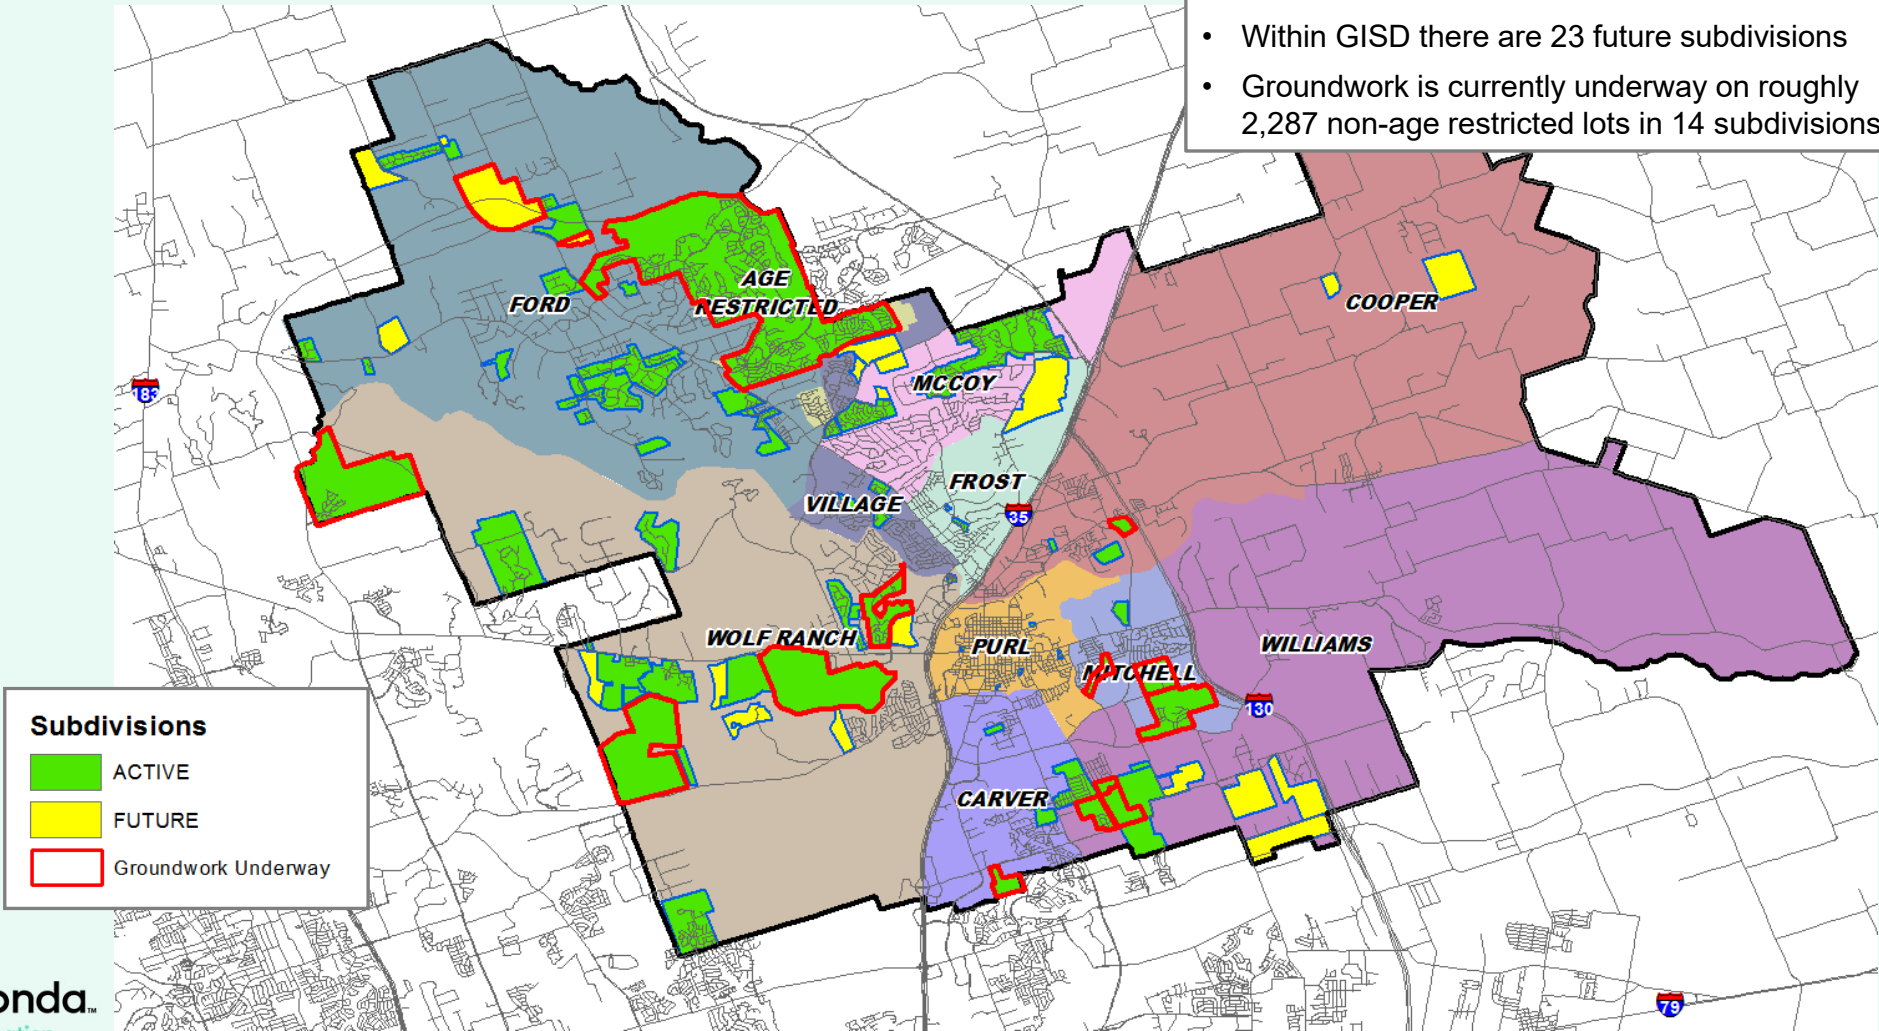 • Within GISD there are 23 future subdivisions
• Groundwork is currently underway on roughly
2,287 non-age restricted lots in 14 subdivisions
AGE
RESTRICTED
FORD
COOPER
183
MCCOY
FROST
VILLAGE
35
WOLF RANCH
PURL
WILLIAMS
MITCHELL
130
CARVER
Subdivisions
ACTIVE
FUTURE
Groundwork Underway
79
onda™